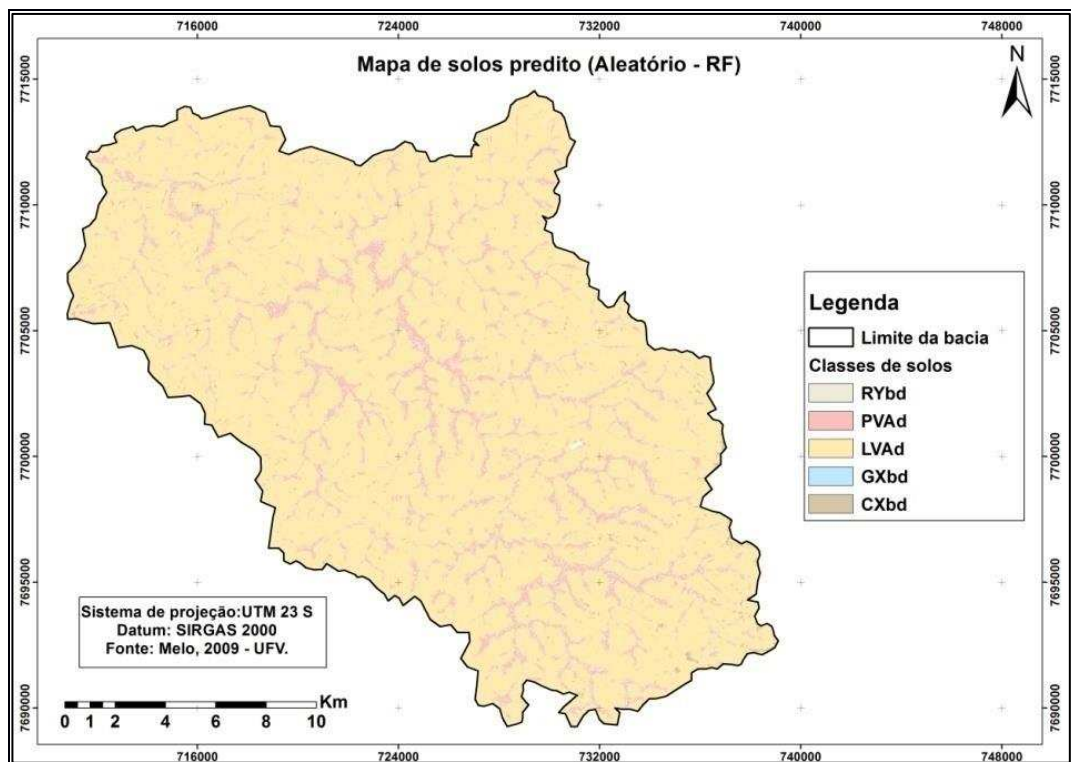 716000 724000 732000 740000 748000
Mapa de solos predito (Aleatório - RF)
N
7715000 7715000
7710000 7710000
7705000 7705000
7700000 7700000
7695000 7695000
7690000 7690000
Legenda
Limite da bacia
Classes de solos
RYbd
PVAd
LVAd
GXbd
CXbd
Sistema de projeção:UTM 23 S
Datum: SIRGAS 2000
Fonte: Melo, 2009 - UFV.
Km
0 1 2 4 6 8 10
716000 724000 732000 740000 748000